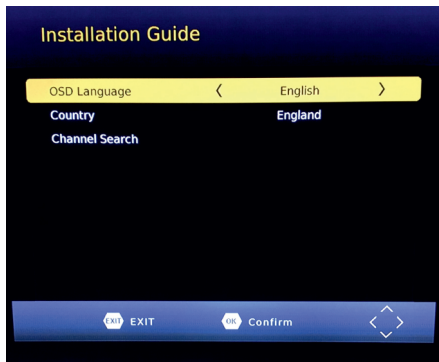 Installation Guide
OSD Language < English >
Country England
Channel Search
EXIT EXIT OK Confirm